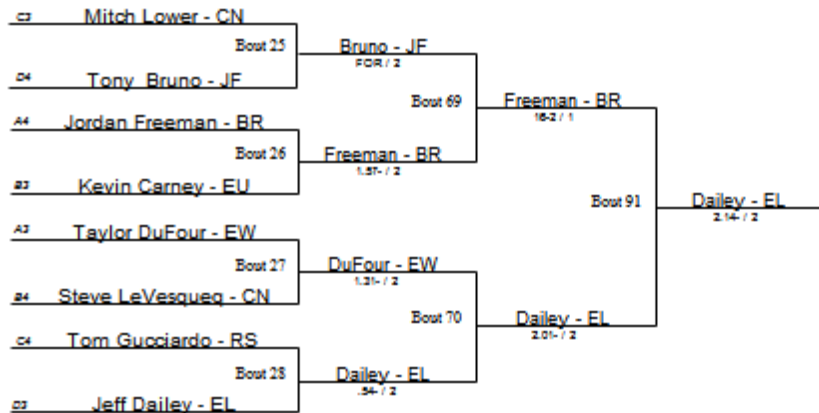 C3 Mitch Lower - CN
Bout 25
Bruno - JF
FOR / 2
D4 Tony Bruno - JF
Bout 69
Freeman - BR
16-2 / 1
A4 Jordan Freeman - BR
Bout 26
Freeman - BR
1.57- / 2
B3 Kevin Carney - EU
Bout 91
Dailey - EL
2.14- / 2
A3 Taylor DuFour - EW
Bout 27
DuFour - EW
1.31- / 2
B4 Steve LeVesqueq - CN
Bout 70
Dailey - EL
2.01- / 2
C4 Tom Gucciardo - RS
Bout 28
Dailey - EL
.54- / 2
D3 Jeff Dailey - EL